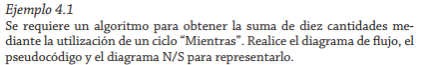 Ejemplo 4.1
Se requiere un algoritmo para obtener la suma de diez cantidades me-
diante la utilización de un ciclo “Mientras”. Realice el diagrama de flujo, el
pseudocódigo y el diagrama N/S para representarlo.